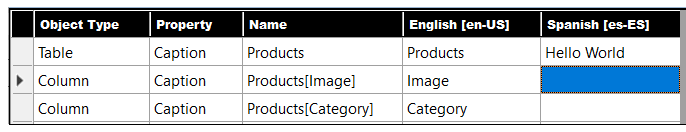 Object Type Property Name English [en-US] Spanish [es-ES]
Table Caption Products Products Hello World
Column Caption Products[Image] Image
Column Caption Products[Category] Category